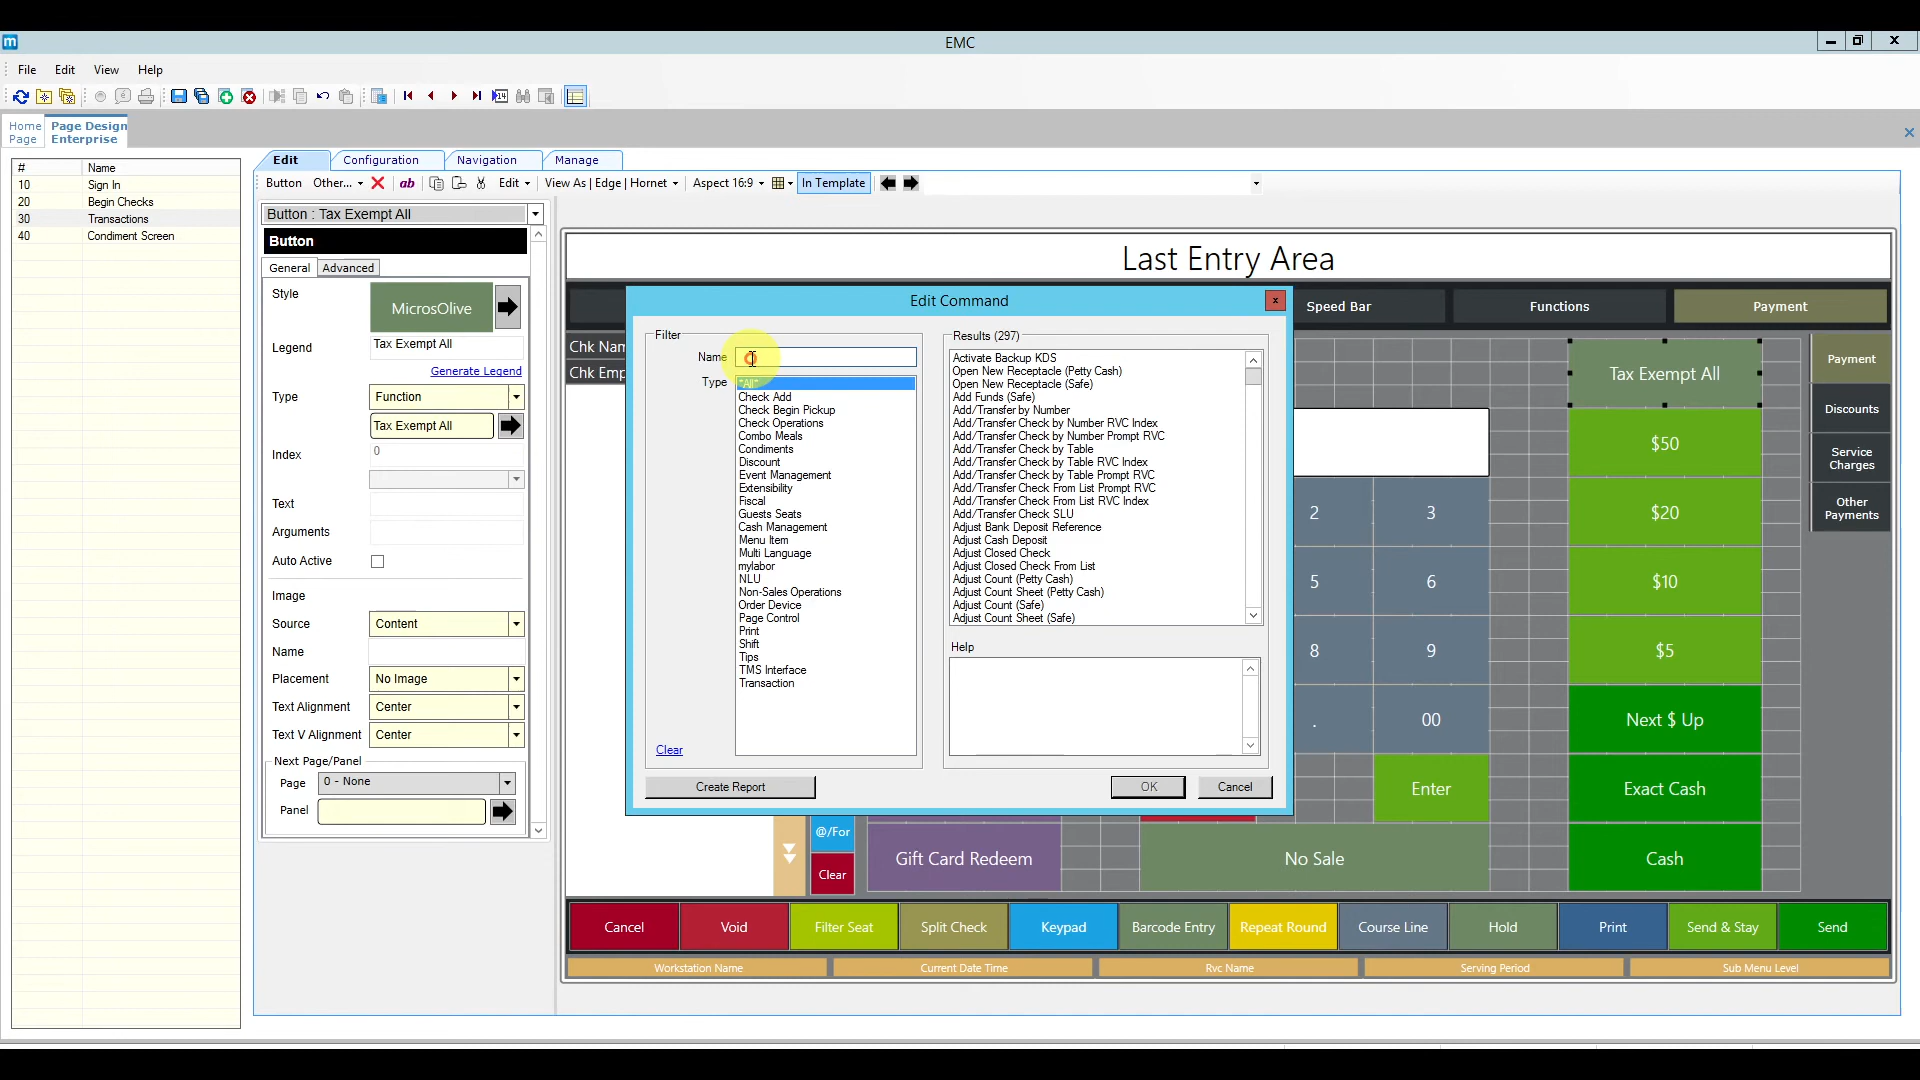 EMC
File Edit View Help
Home Page
Page Design Enterprise
# Name
10 Sign In
20 Begin Checks
30 Transactions
40 Condiment Screen
Edit Configuration Navigation Manage
Button Other... ab Edit View As | Edge | Hornet Aspect 16:9 In Template
Button : Tax Exempt All
Button
General Advanced
Style MicrosOlive
Legend Tax Exempt All
Generate Legend
Type Function
Tax Exempt All
Index 0
Text
Arguments
Auto Active
Image
Source Content
Name
Placement No Image
Text Alignment Center
Text V Alignment Center
Next Page/Panel
Page 0 - None
Panel
Last Entry Area
Speed Bar Functions Payment
Chk Nam
Chk Emp
Edit Command
Filter
Name
Type *All*
Check Add
Check Begin Pickup
Check Operations
Combo Meals
Condiments
Discount
Event Management
Extensibility
Fiscal
Guests Seats
Cash Management
Menu Item
Multi Language
mylabor
NLU
Non-Sales Operations
Order Device
Page Control
Print
Shift
Tips
TMS Interface
Transaction
Clear
Results (297)
Activate Backup KDS
Open New Receptacle (Petty Cash)
Open New Receptacle (Safe)
Add Funds (Safe)
Add/Transfer by Number
Add/Transfer Check by Number RVC Index
Add/Transfer Check by Number Prompt RVC
Add/Transfer Check by Table
Add/Transfer Check by Table RVC Index
Add/Transfer Check by Table Prompt RVC
Add/Transfer Check From List Prompt RVC
Add/Transfer Check From List RVC Index
Add/Transfer Check SLU
Adjust Bank Deposit Reference
Adjust Cash Deposit
Adjust Closed Check
Adjust Closed Check From List
Adjust Count (Petty Cash)
Adjust Count Sheet (Petty Cash)
Adjust Count (Safe)
Adjust Count Sheet (Safe)
Help
Create Report OK Cancel
2 3
5 6
8 9
. 00
Enter
Tax Exempt All
$50
$20
$10
$5
Next $ Up
Exact Cash
Cash
Payment
Discounts
Service Charges
Other Payments
@/For
Clear
Gift Card Redeem
No Sale
Cancel Void Filter Seat Split Check Keypad Barcode Entry Repeat Round Course Line Hold Print Send & Stay Send
Workstation Name Current Date Time Rvc Name Serving Period Sub Menu Level